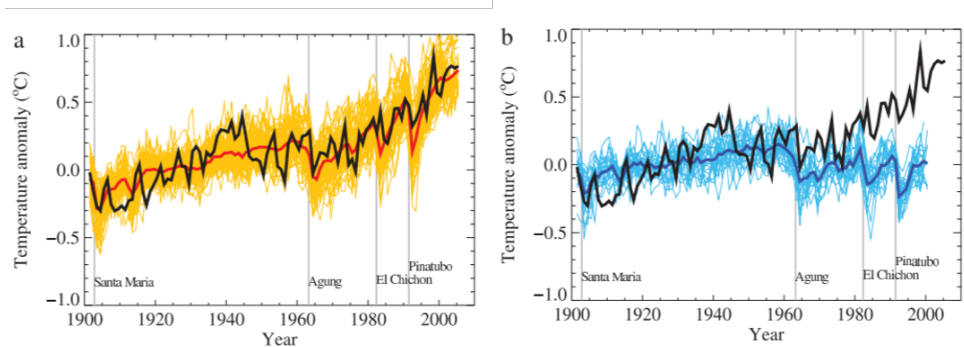 a
Temperature anomaly (°C)
1.0
0.5
0.0
−0.5
−1.0
Santa Maria
Agung
El Chichon
Pinatubo
1900 1920 1940 1960 1980 2000
Year
b
Temperature anomaly (°C)
1.0
0.5
0.0
−0.5
−1.0
Santa Maria
Agung
El Chichon
Pinatubo
1900 1920 1940 1960 1980 2000
Year